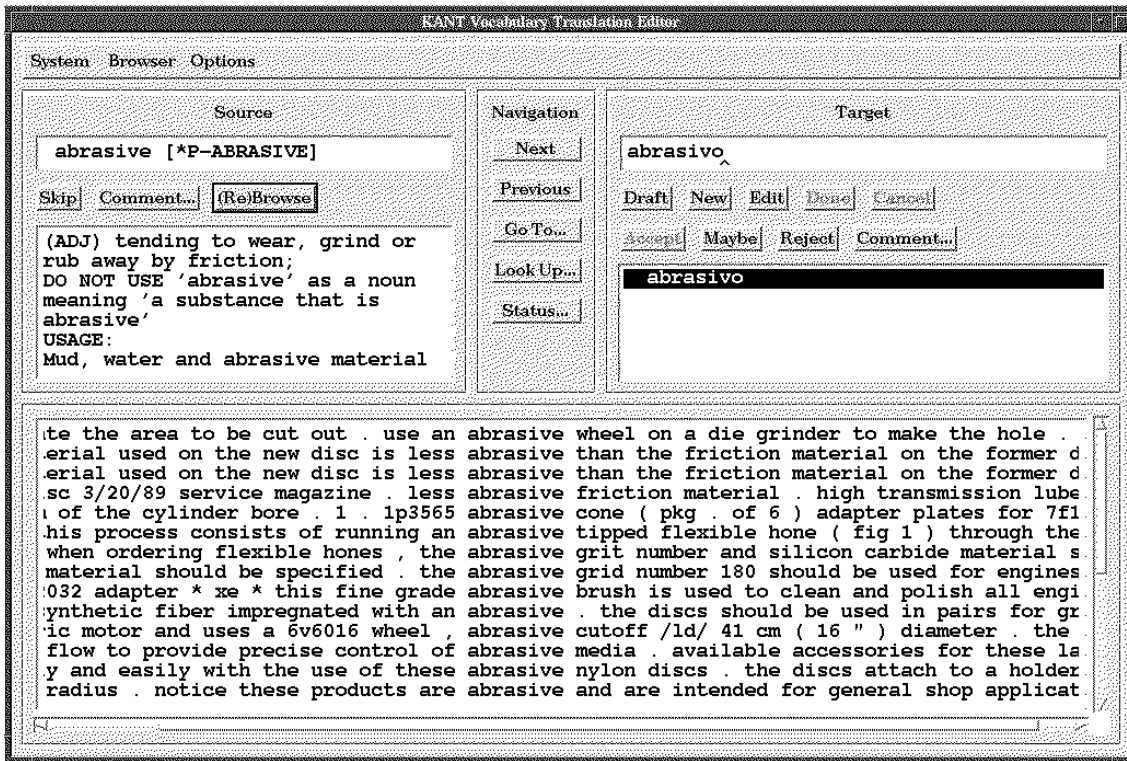 KANT Vocabulary Translation Editor
System Browser Options
Source
abrasive [*P-ABRASIVE]
Skip Comment... (Re)Browse
(ADJ) tending to wear, grind or
rub away by friction;
DO NOT USE 'abrasive' as a noun
meaning 'a substance that is
abrasive'
USAGE:
Mud, water and abrasive material
Navigation
Next
Previous
Go To...
Look Up...
Status...
Target
abrasivo
Draft New Edit Done Cancel
Accept Maybe Reject Comment...
abrasivo
te the area to be cut out . use an abrasive wheel on a die grinder to make the hole .
erial used on the new disc is less abrasive than the friction material on the former d
erial used on the new disc is less abrasive than the friction material on the former d
sc 3/20/89 service magazine . less abrasive friction material . high transmission lube
of the cylinder bore . 1 . 1p3565 abrasive cone ( pkg . of 6 ) adapter plates for 7f1
his process consists of running an abrasive tipped flexible hone ( fig 1 ) through the
when ordering flexible hones , the abrasive grit number and silicon carbide material s
material should be specified . the abrasive grid number 180 should be used for engines
032 adapter * xe * this fine grade abrasive brush is used to clean and polish all engi
ynthetic fiber impregnated with an abrasive . the discs should be used in pairs for gr
ic motor and uses a 6v6016 wheel , abrasive cutoff /ld/ 41 cm ( 16 " ) diameter . the
flow to provide precise control of abrasive media . available accessories for these la
y and easily with the use of these abrasive nylon discs . the discs attach to a holder
radius . notice these products are abrasive and are intended for general shop applicat